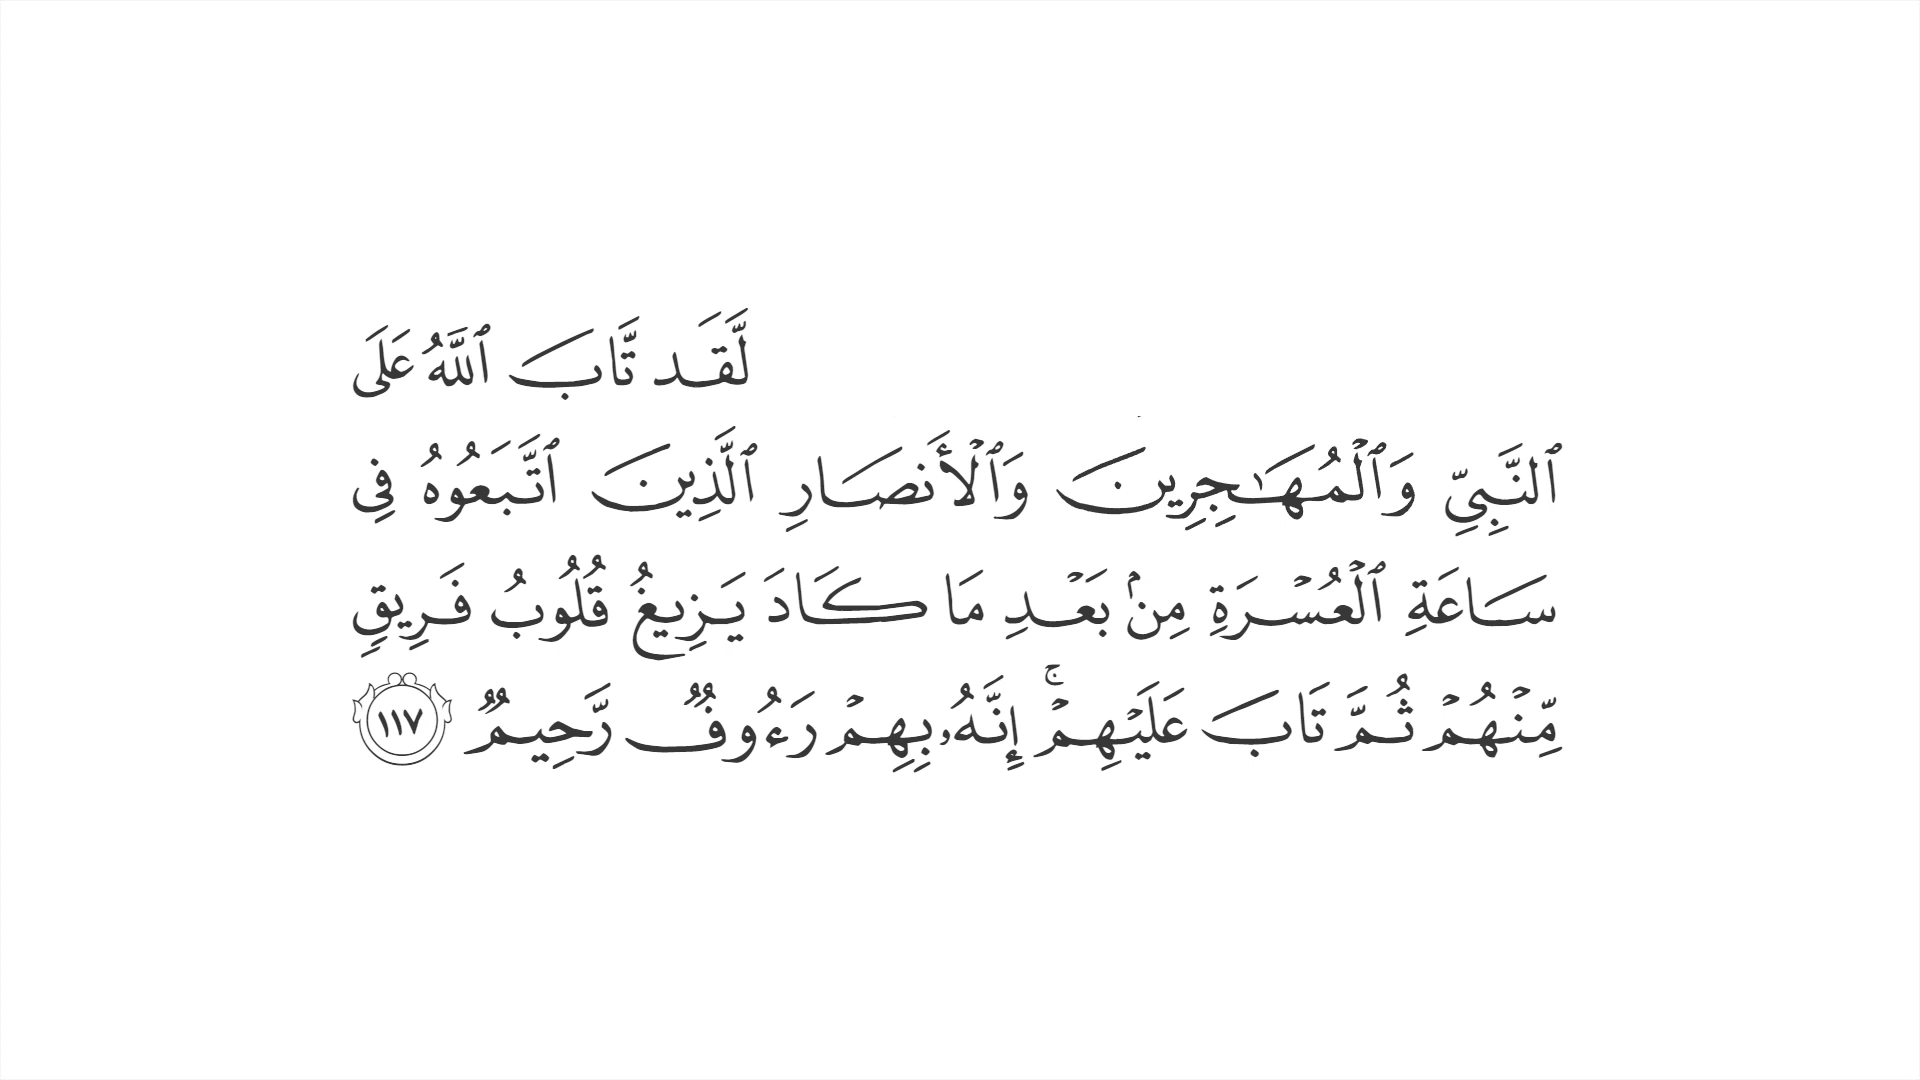 لَّقَد تَّابَ ٱللَّهُ عَلَى
ٱلنَّبِيِّ وَٱلْمُهَـٰجِرِينَ وَٱلْأَنصَارِ ٱلَّذِينَ ٱتَّبَعُوهُ فِى
سَاعَةِ ٱلْعُسْرَةِ مِنۢ بَعْدِ مَا كَادَ يَزِيغُ قُلُوبُ فَرِيقٍ
مِّنْهُمْ ثُمَّ تَابَ عَلَيْهِمْ ۚ إِنَّهُۥ بِهِمْ رَءُوفٌ رَّحِيمٌ ١١٧